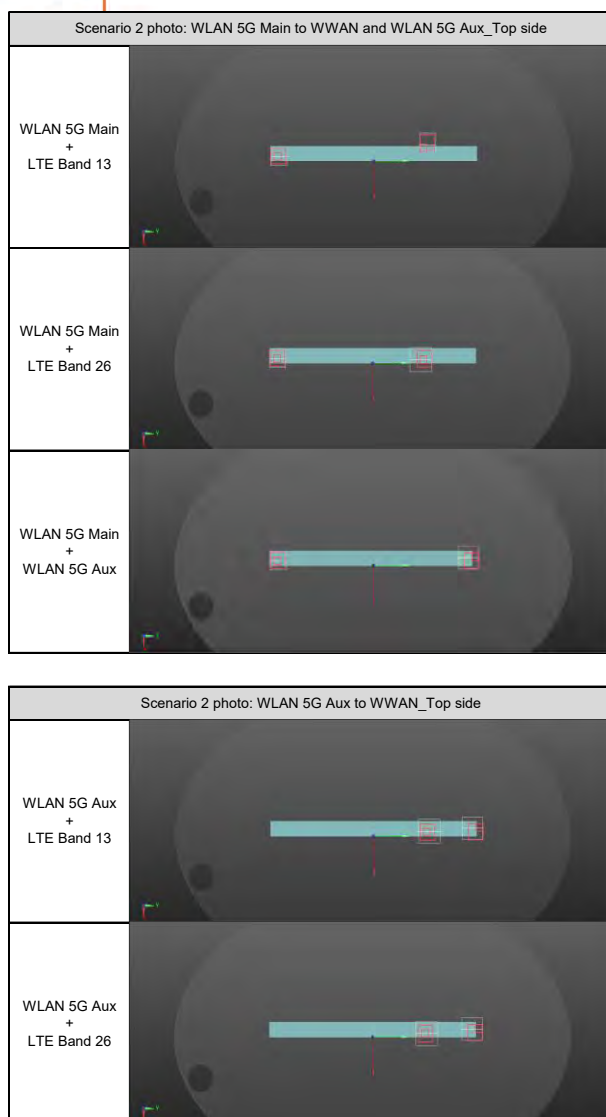 Scenario 2 photo: WLAN 5G Main to WWAN and WLAN 5G Aux_Top side
WLAN 5G Main
+
LTE Band 13
WLAN 5G Main
+
LTE Band 26
WLAN 5G Main
+
WLAN 5G Aux
Scenario 2 photo: WLAN 5G Aux to WWAN_Top side
WLAN 5G Aux
+
LTE Band 13
WLAN 5G Aux
+
LTE Band 26